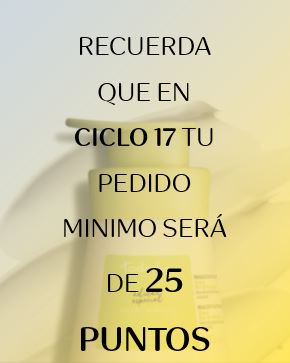 RECUERDA
QUE EN
CICLO 17 TU
PEDIDO
MINIMO SERÁ
DE 25
PUNTOS